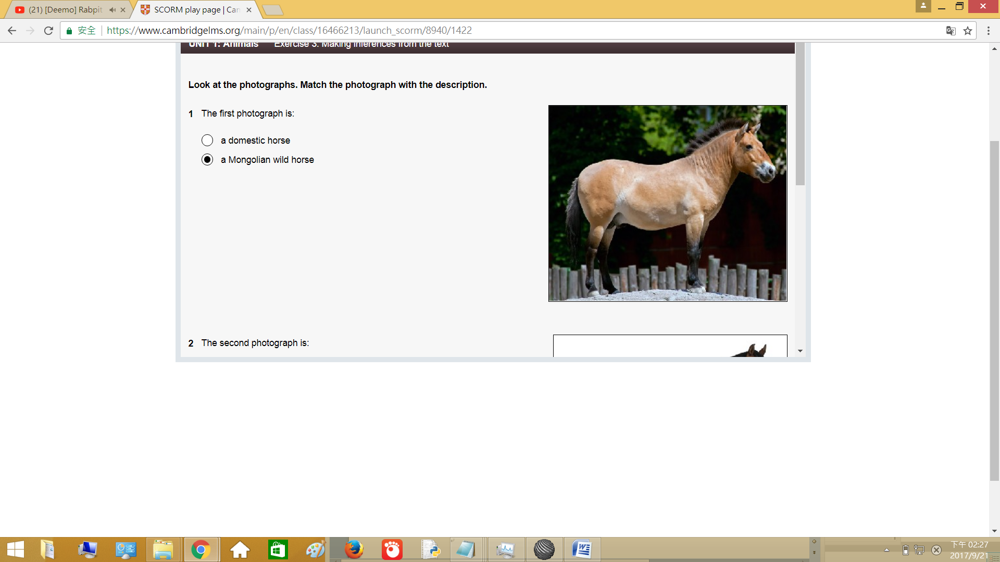 (21) [Deemo] Rabpit
SCORM play page | Can
安全
https://www.cambridgelms.org/main/p/en/class/16466213/launch_scorm/8940/1422
UNIT 1: Animals Exercise 3: Making inferences from the text
Look at the photographs. Match the photograph with the description.
1 The first photograph is:
a domestic horse
a Mongolian wild horse
2 The second photograph is:
下午 02:27
2017/9/21